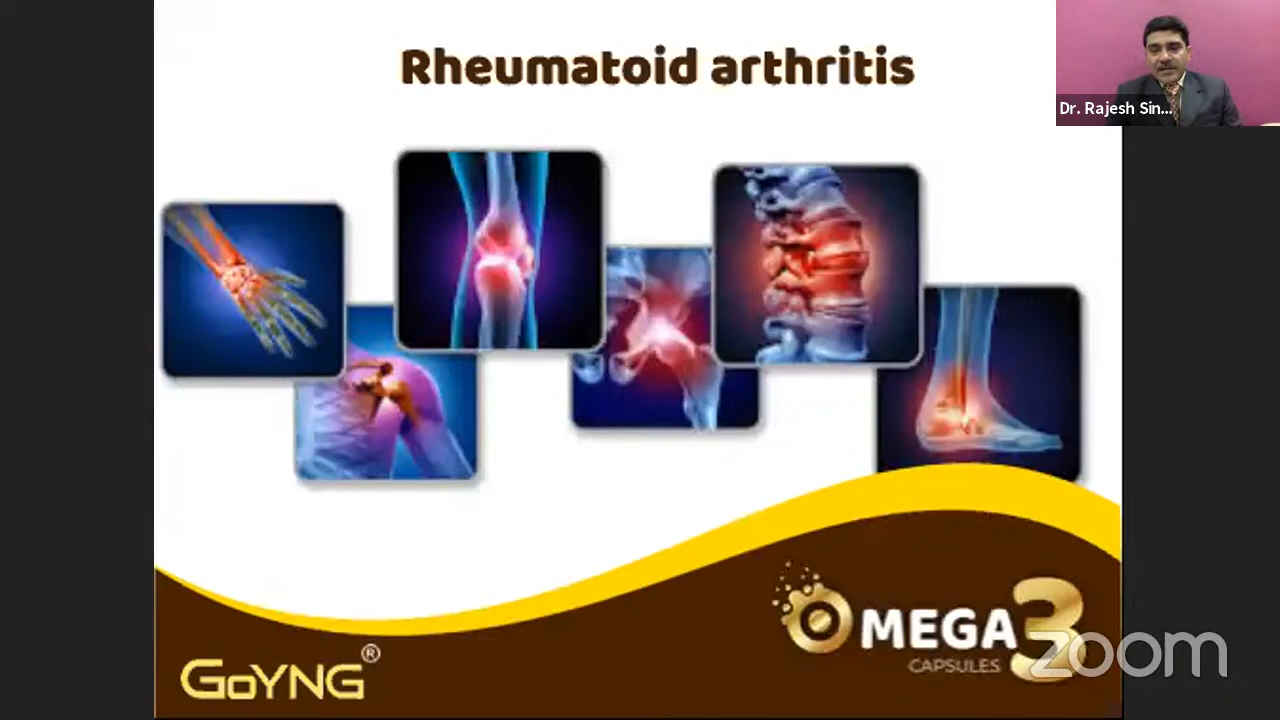 Rheumatoid arthritis
Dr. Rajesh Sin...
OMEGA 3
CAPSULES
GoYNG®
zoom